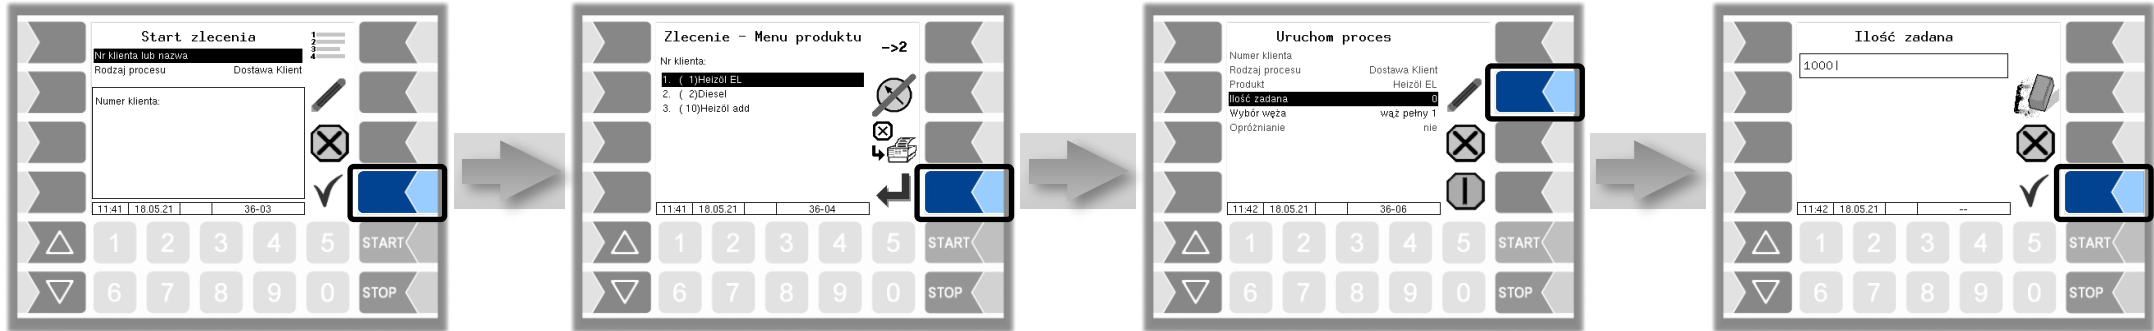 Start zlecenia
1
2
3
4
Nr klienta lub nazwa
Rodzaj procesu Dostawa Klient
Numer klienta:
11:41 18.05.21 36-03
1 2 3 4 5 START
6 7 8 9 0 STOP
Zlecenie - Menu produktu
->2
Nr klienta:
1. ( 1)Heizöl EL
2. ( 2)Diesel
3. ( 10)Heizöl add
11:41 18.05.21 36-04
1 2 3 4 5 START
6 7 8 9 0 STOP
Uruchom proces
Numer klienta
Rodzaj procesu Dostawa Klient
Produkt Heizöl EL
Ilość zadana 0
Wybór węża wąż pełny 1
Opróżnianie nie
11:42 18.05.21 36-06
1 2 3 4 5 START
6 7 8 9 0 STOP
Ilość zadana
1000|
11:42 18.05.21 --
1 2 3 4 5 START
6 7 8 9 0 STOP